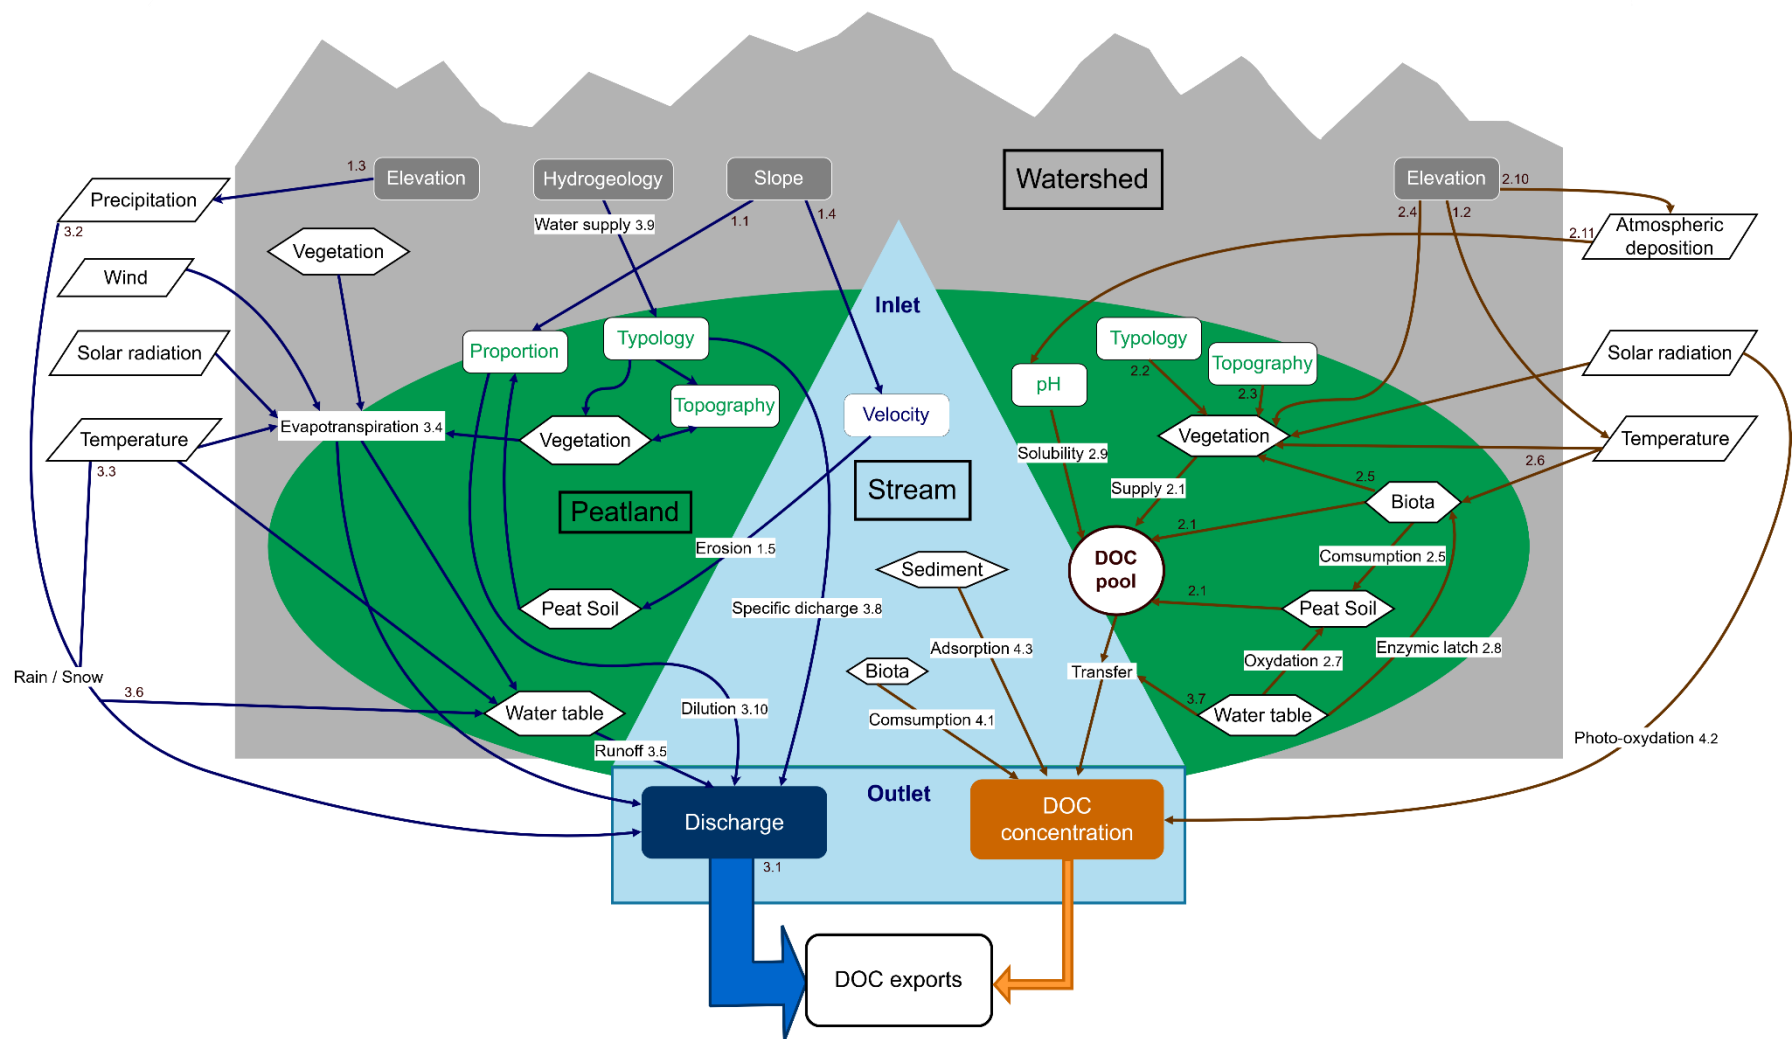 Watershed
Elevation
Hydrogeology
Slope
Elevation
1.3
2.10
Precipitation
3.2
Water supply 3.9
1.1
1.4
2.4
1.2
2.11
Atmospheric
deposition
Vegetation
Wind
Inlet
Solar radiation
Proportion
Typology
Typology
2.2
Topography
2.3
Solar radiation
pH
Topography
Velocity
Temperature
3.3
Evapotranspiration 3.4
Vegetation
Vegetation
Temperature
Solubility 2.9
2.6
Supply 2.1
2.5
Biota
Stream
Peatland
2.1
Erosion 1.5
Comsumption 2.5
Sediment
DOC
pool
2.1
Peat Soil
Specific dicharge 3.8
Peat Soil
Adsorption 4.3
Enzymic latch 2.8
Oxydation 2.7
Biota
Transfer
Rain / Snow
3.6
3.7
Water table
Dilution 3.10
Comsumption 4.1
Water table
Runoff 3.5
Photo-oxydation 4.2
Outlet
Discharge
DOC
concentration
3.1
DOC exports